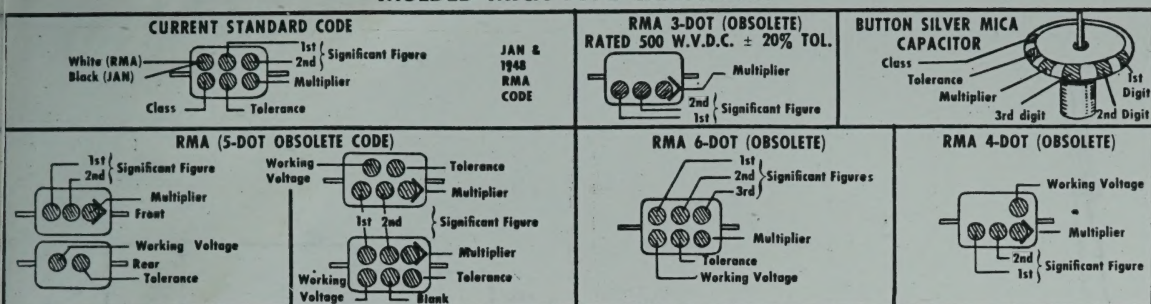 CURRENT STANDARD CODE
White (RMA)
Black (JAN)
1st
2nd
Significant Figure
Multiplier
Class
Tolerance
JAN &
1948
RMA
CODE
RMA 3-DOT (OBSOLETE)
RATED 500 W.V.D.C. ± 20% TOL.
Multiplier
2nd
1st
Significant Figure
BUTTON SILVER MICA
CAPACITOR
Class
Tolerance
Multiplier
3rd digit
1st
Digit
2nd Digit
RMA (5-DOT OBSOLETE CODE)
1st
2nd
Significant Figure
Multiplier
Front
Working Voltage
Rear
Tolerance
Working
Voltage
Tolerance
Multiplier
1st 2nd
Significant Figure
Multiplier
Working
Voltage
Tolerance
Blank
RMA 6-DOT (OBSOLETE)
1st
2nd
3rd
Significant Figures
Multiplier
Tolerance
Working Voltage
RMA 4-DOT (OBSOLETE)
Working Voltage
Multiplier
2nd
1st
Significant Figure